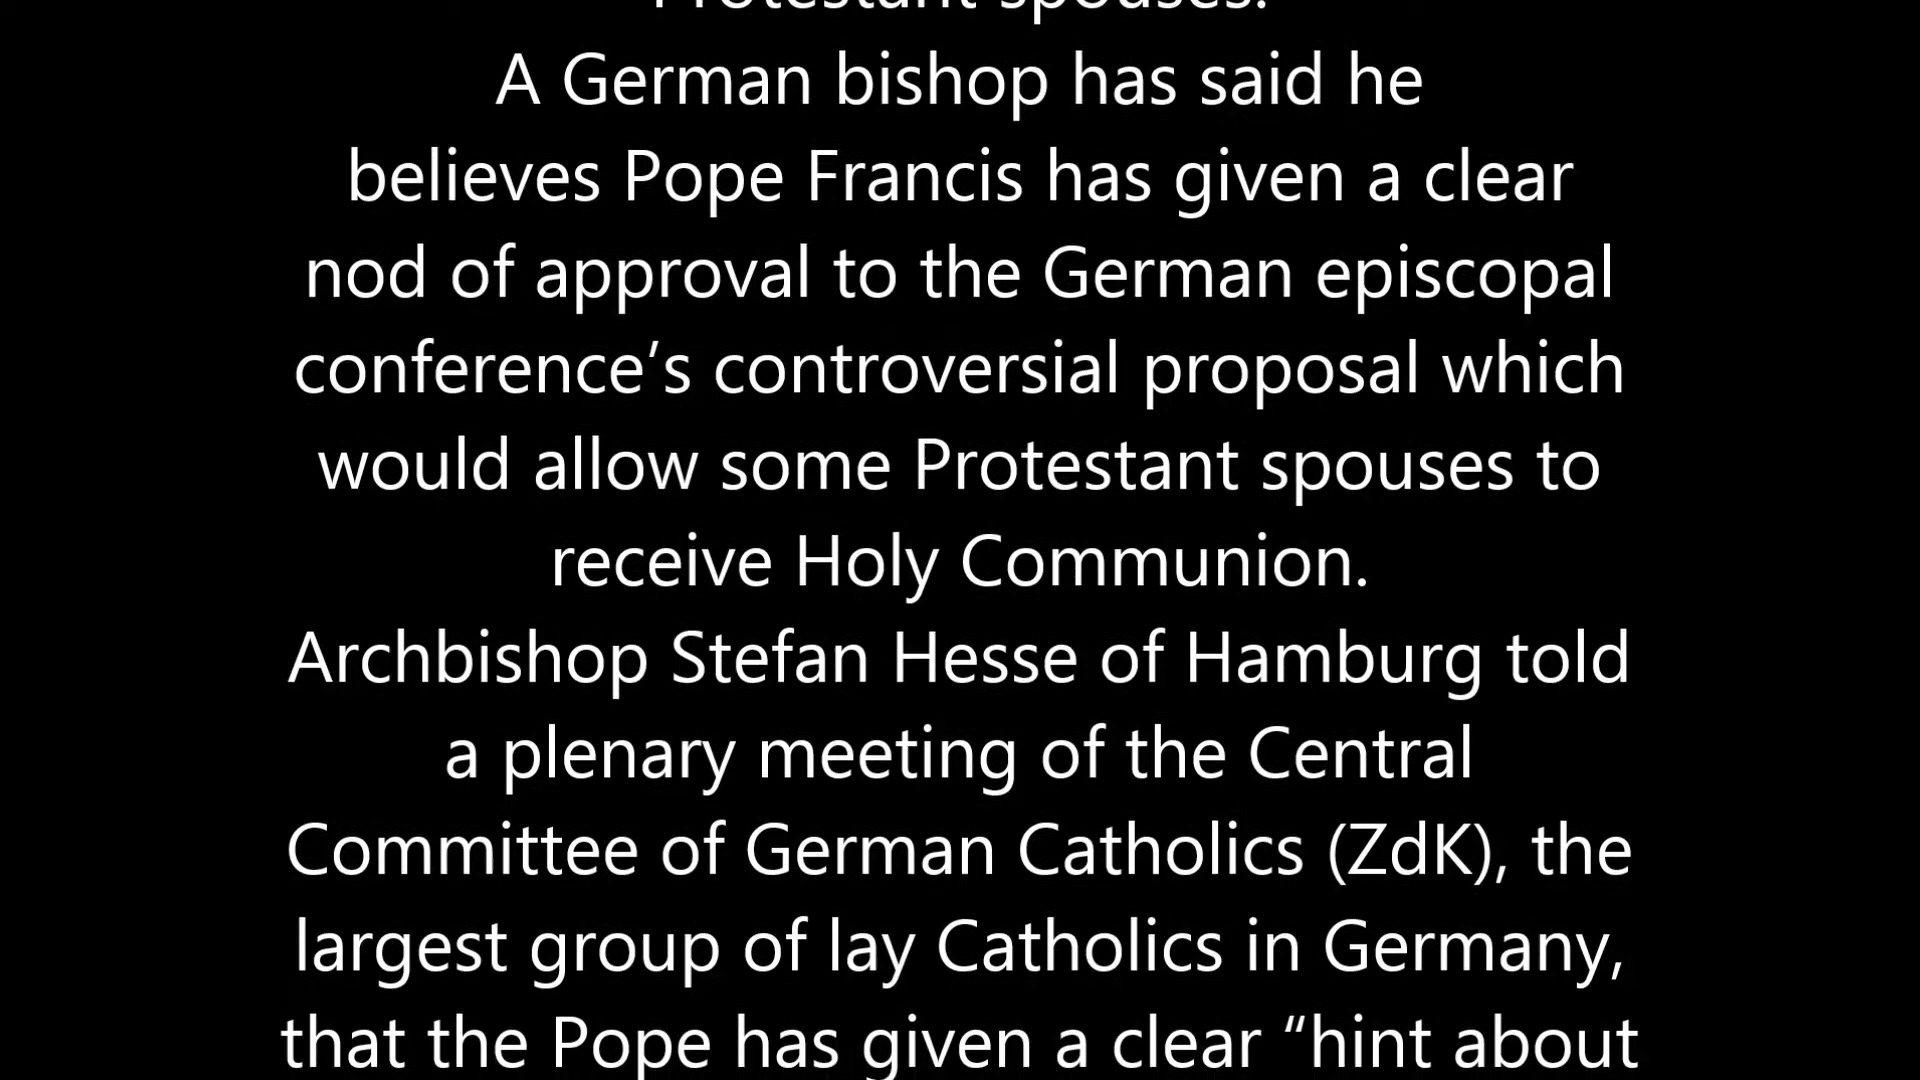 Protestant spouses.
A German bishop has said he
believes Pope Francis has given a clear
nod of approval to the German episcopal
conference’s controversial proposal which
would allow some Protestant spouses to
receive Holy Communion.
Archbishop Stefan Hesse of Hamburg told
a plenary meeting of the Central
Committee of German Catholics (ZdK), the
largest group of lay Catholics in Germany,
that the Pope has given a clear “hint about